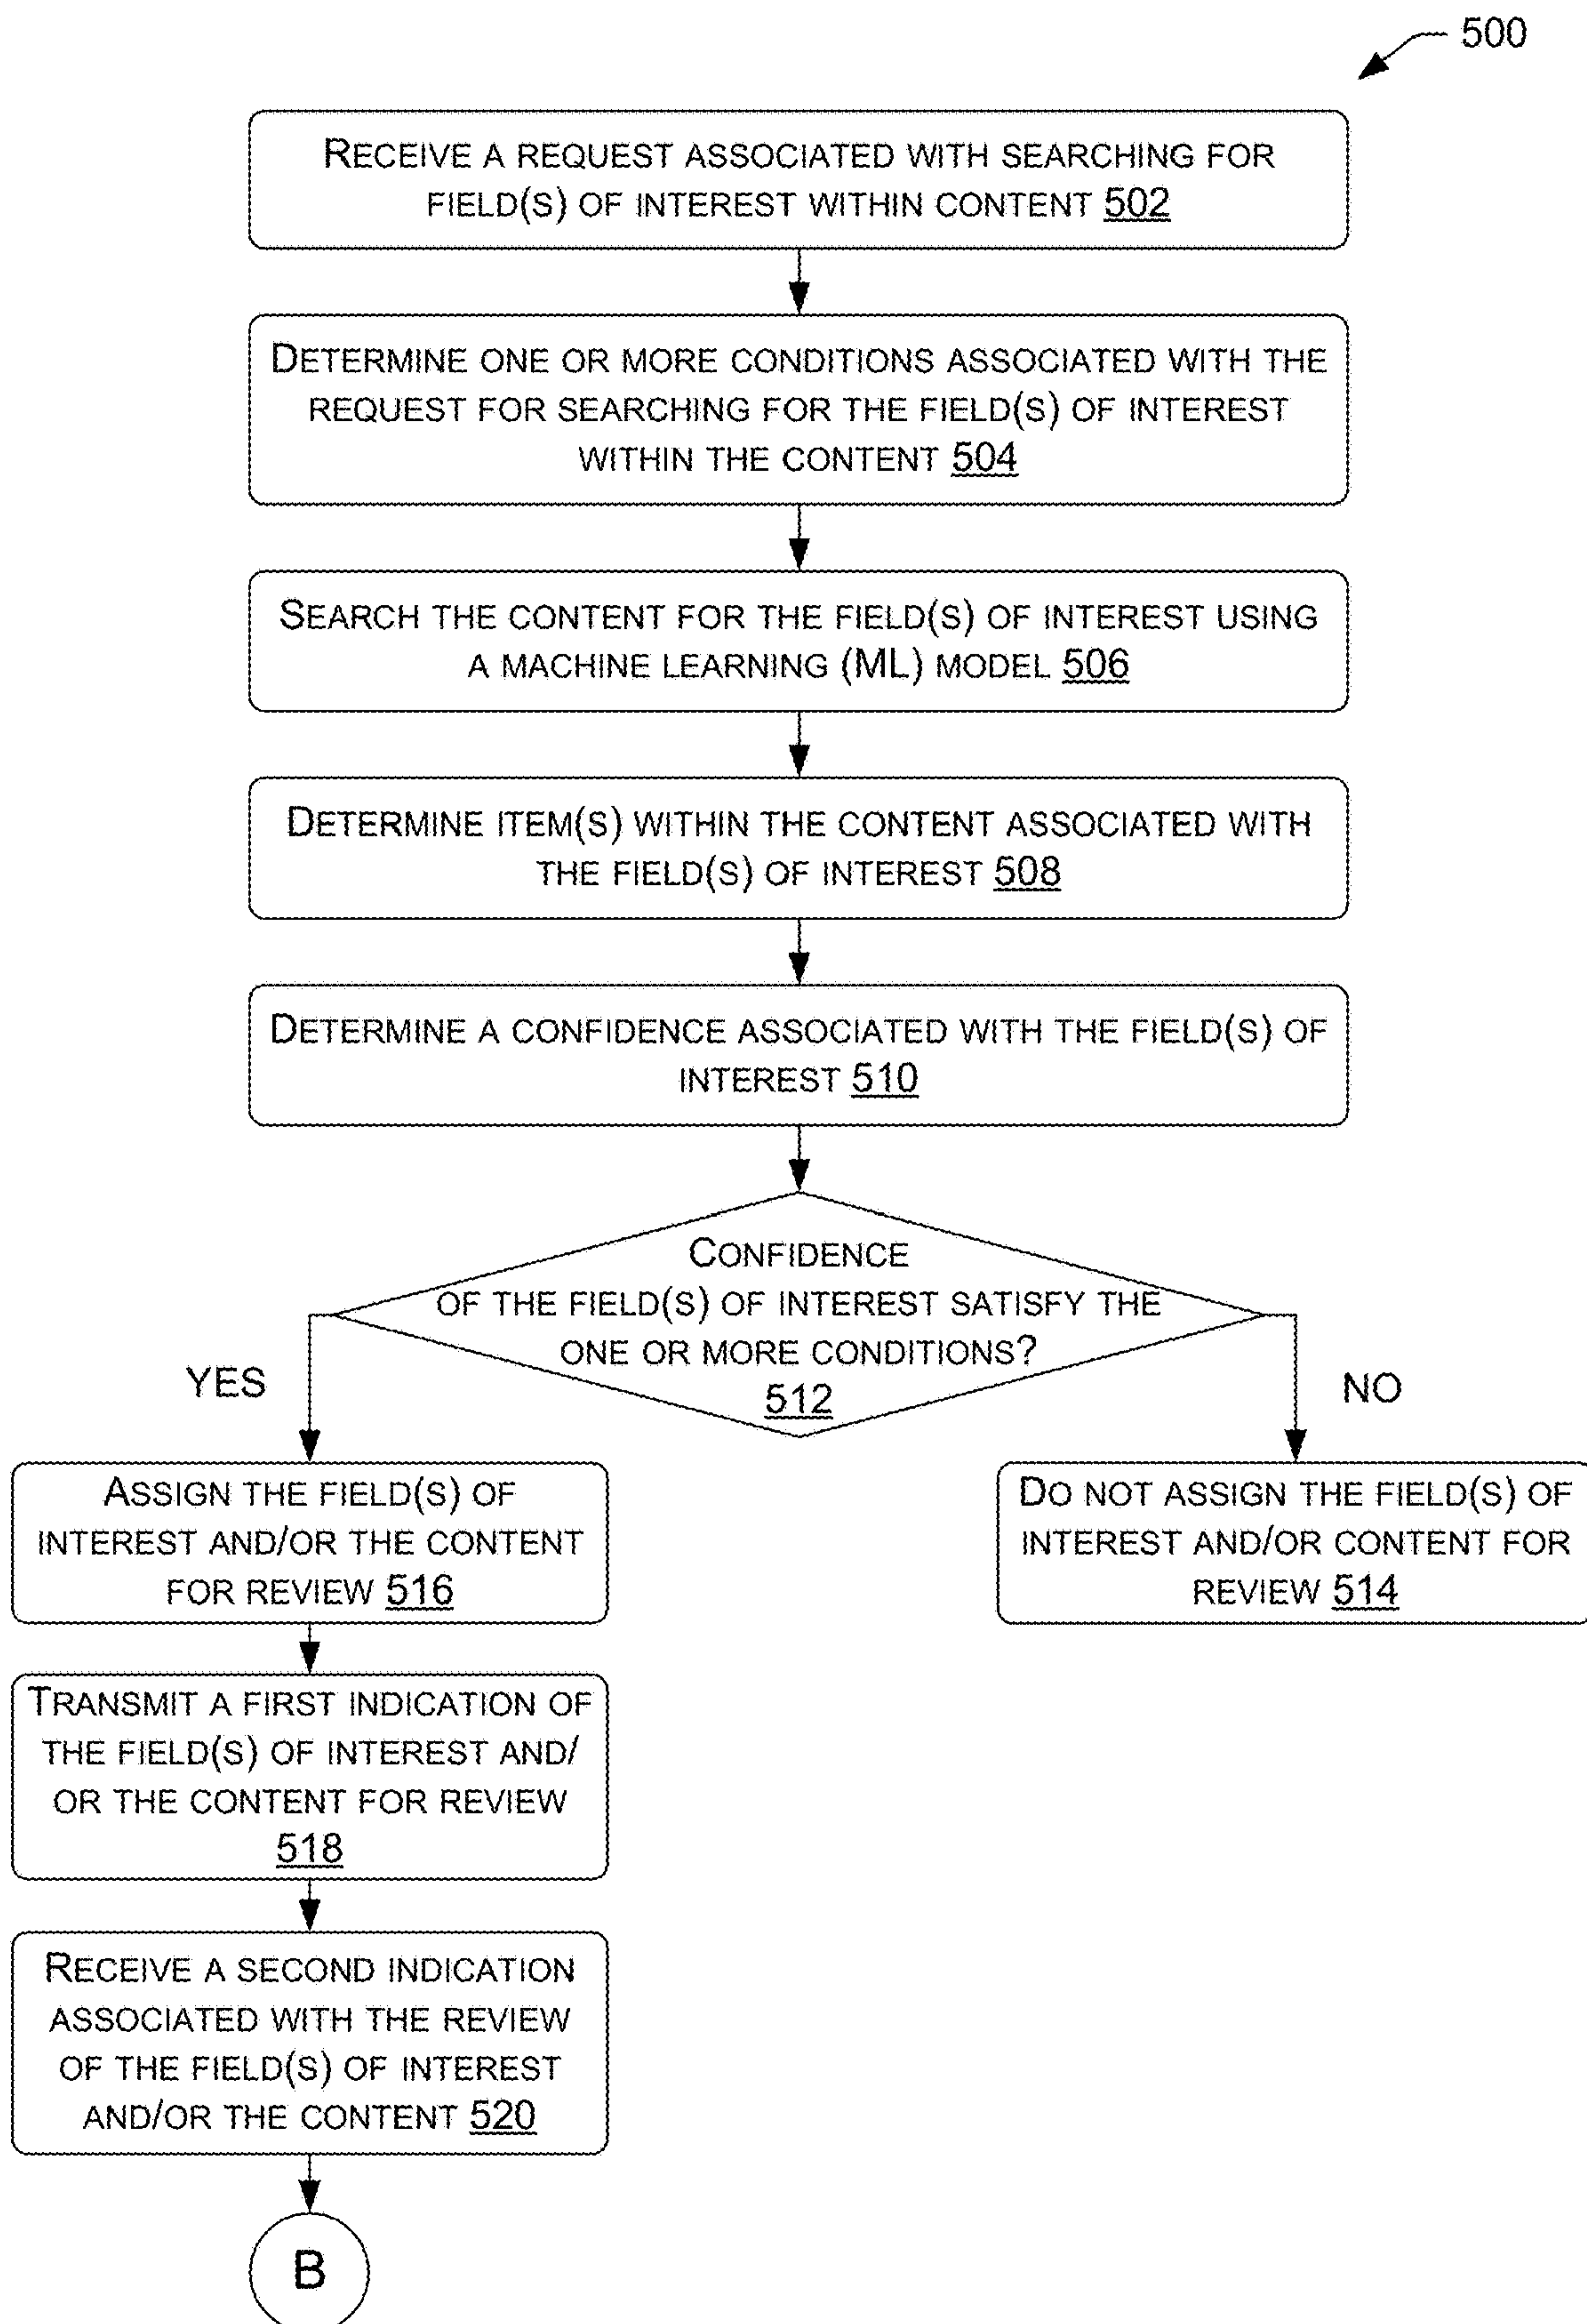 500
RECEIVE A REQUEST ASSOCIATED WITH SEARCHING FOR
FIELD(S) OF INTEREST WITHIN CONTENT 502
DETERMINE ONE OR MORE CONDITIONS ASSOCIATED WITH THE
REQUEST FOR SEARCHING FOR THE FIELD(S) OF INTEREST
WITHIN THE CONTENT 504
SEARCH THE CONTENT FOR THE FIELD(S) OF INTEREST USING
A MACHINE LEARNING (ML) MODEL 506
DETERMINE ITEM(S) WITHIN THE CONTENT ASSOCIATED WITH
THE FIELD(S) OF INTEREST 508
DETERMINE A CONFIDENCE ASSOCIATED WITH THE FIELD(S) OF
INTEREST 510
CONFIDENCE
OF THE FIELD(S) OF INTEREST SATISFY THE
ONE OR MORE CONDITIONS?
512
YES
NO
ASSIGN THE FIELD(S) OF
INTEREST AND/OR THE CONTENT
FOR REVIEW 516
DO NOT ASSIGN THE FIELD(S) OF
INTEREST AND/OR CONTENT FOR
REVIEW 514
TRANSMIT A FIRST INDICATION OF
THE FIELD(S) OF INTEREST AND/
OR THE CONTENT FOR REVIEW
518
RECEIVE A SECOND INDICATION
ASSOCIATED WITH THE REVIEW
OF THE FIELD(S) OF INTEREST
AND/OR THE CONTENT 520
B